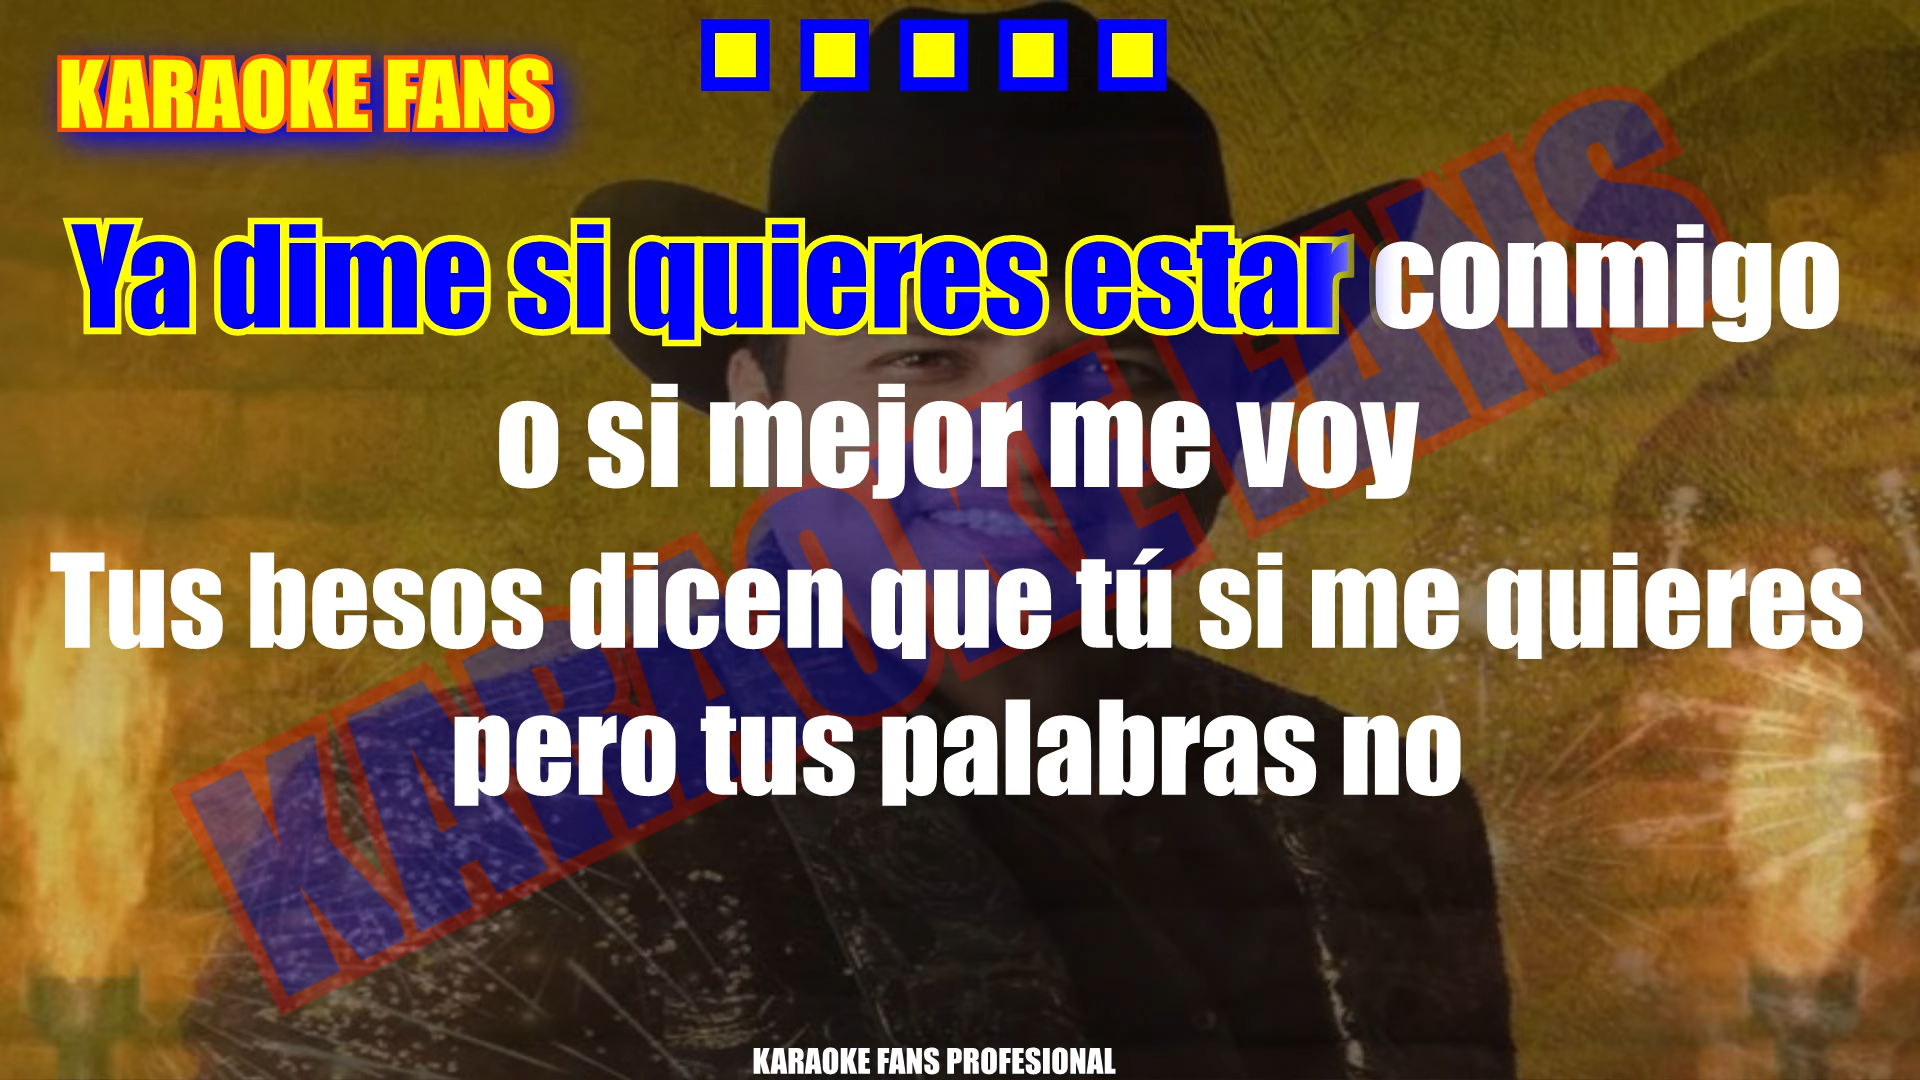 KARAOKE FANS
Ya dime si quieres estar conmigo
o si mejor me voy
Tus besos dicen que tú si me quieres
pero tus palabras no
KARAOKE FANS
KARAOKE FANS PROFESIONAL